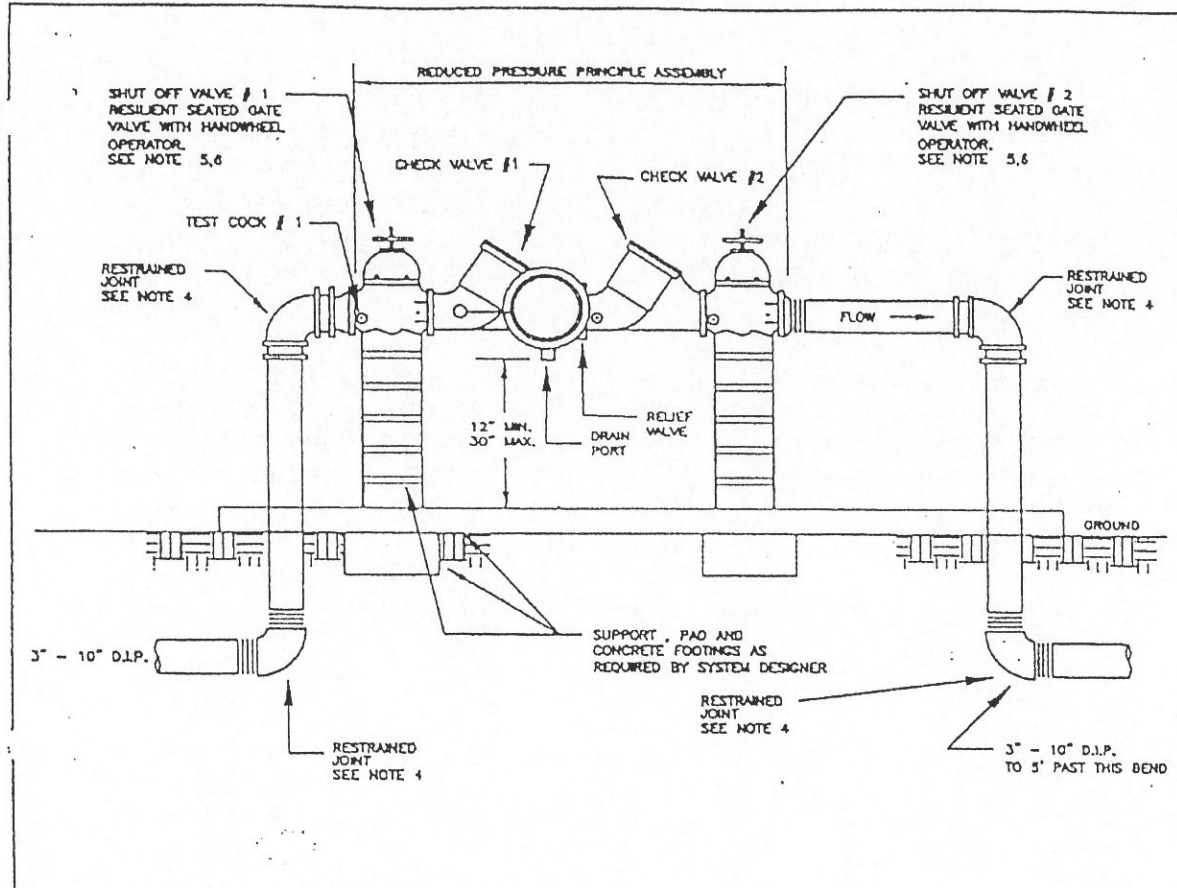 REDUCED PRESSURE PRINCIPLE ASSEMBLY
SHUT OFF VALVE # 1
RESILIENT SEATED GATE
VALVE WITH HANDWHEEL
OPERATOR.
SEE NOTE 5,6
SHUT OFF VALVE # 2
RESILIENT SEATED GATE
VALVE WITH HANDWHEEL
OPERATOR.
SEE NOTE 5,6
CHECK VALVE #1
CHECK VALVE #2
TEST COCK # 1
RESTRAINED
JOINT
SEE NOTE 4
RESTRAINED
JOINT
SEE NOTE 4
FLOW
12" MIN.
30" MAX.
DRAIN
PORT
RELIEF
VALVE
GROUND
3" - 10" D.I.P.
SUPPORT , PAD AND
CONCRETE FOOTINGS AS
REQUIRED BY SYSTEM DESIGNER
RESTRAINED
JOINT
SEE NOTE 4
RESTRAINED
JOINT
SEE NOTE 4
3" - 10" D.I.P.
TO 5' PAST THIS BEND